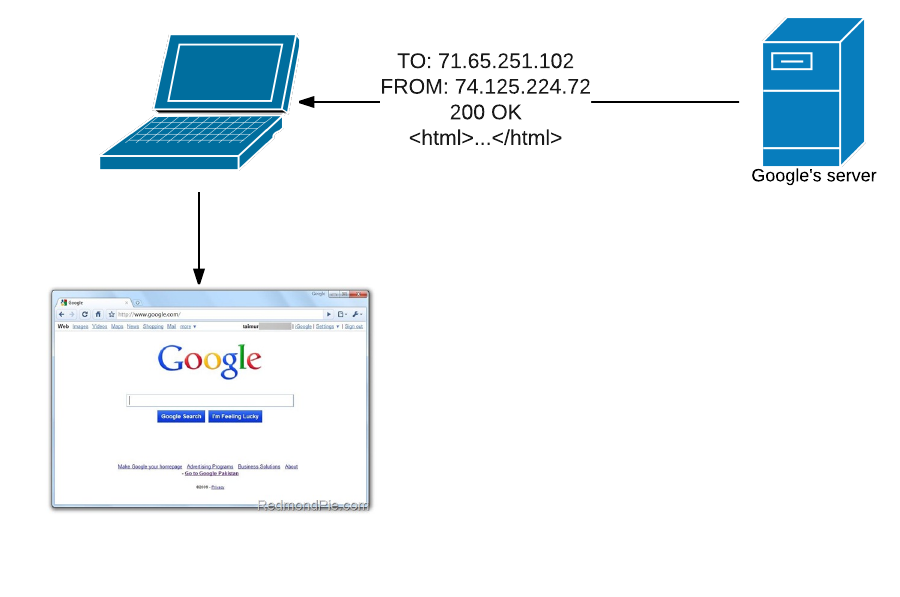 TO: 71.65.251.102
FROM: 74.125.224.72
200 OK
<html>...</html>
Google's server
Google
Google
http://www.google.com/
Web Images Videos Maps News Shopping Mail more ▼ taimur | iGoogle | Settings ▼ | Sign out
Google
Google Search I'm Feeling Lucky
Make Google your homepage Advertising Programs Business Solutions About
- Go to Google Pakistan
Privacy
RedmondPie.com